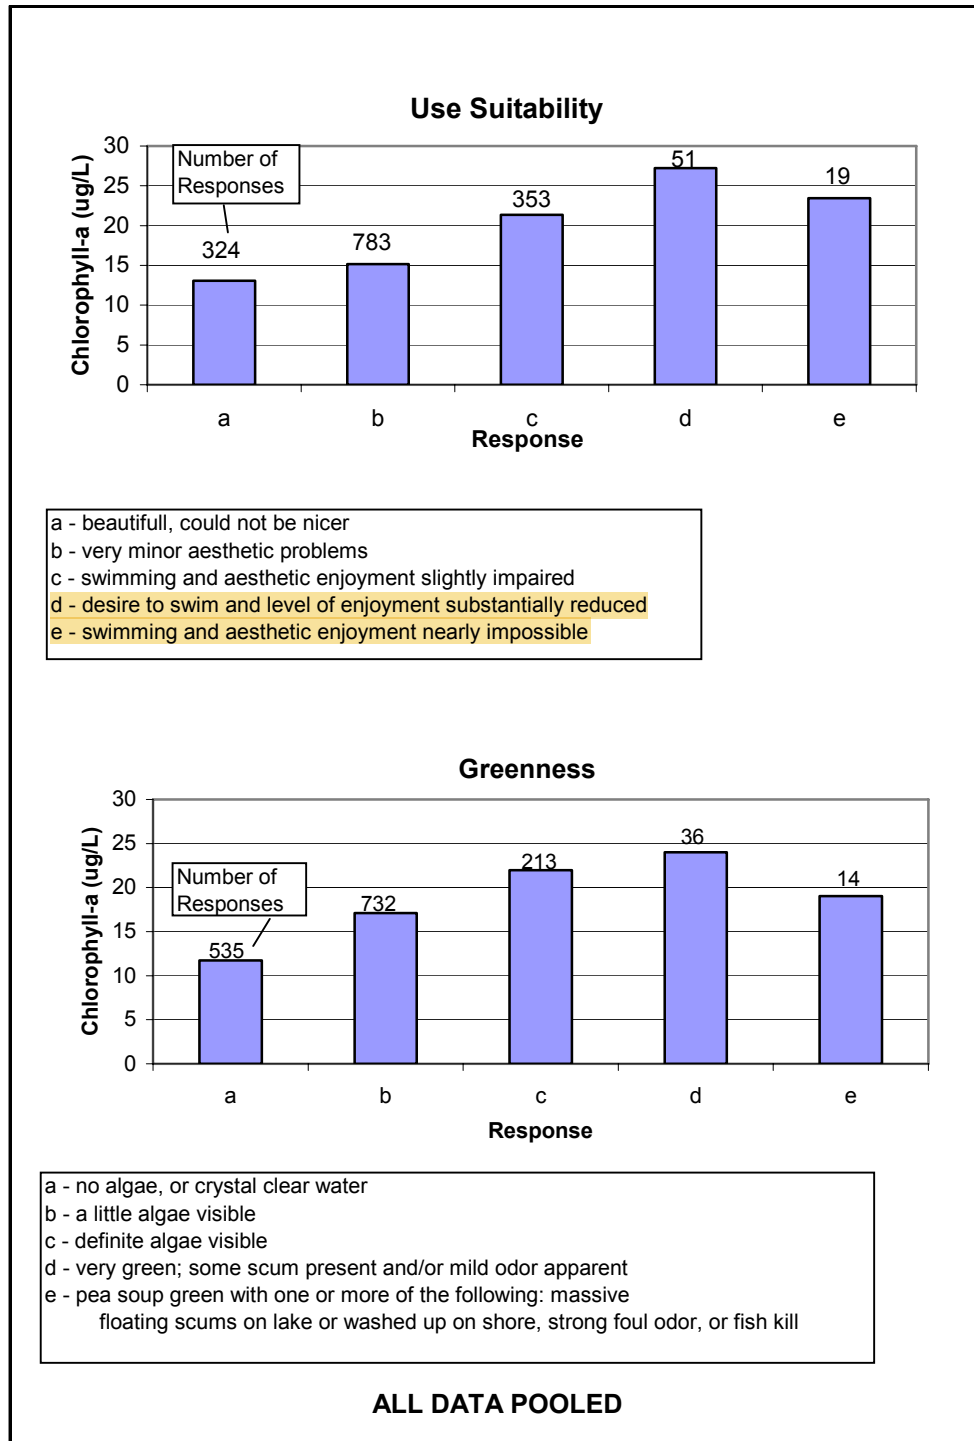 Use Suitability
Chlorophyll-a (ug/L)
30
25
20
15
10
5
0
Number of
Responses
324
783
353
51
19
a
b
c
d
e
Response
a - beautifull, could not be nicer
b - very minor aesthetic problems
c - swimming and aesthetic enjoyment slightly impaired
d - desire to swim and level of enjoyment substantially reduced
e - swimming and aesthetic enjoyment nearly impossible
Greenness
Chlorophyll-a (ug/L)
30
25
20
15
10
5
0
Number of
Responses
535
732
213
36
14
a
b
c
d
e
Response
a - no algae, or crystal clear water
b - a little algae visible
c - definite algae visible
d - very green; some scum present and/or mild odor apparent
e - pea soup green with one or more of the following: massive
floating scums on lake or washed up on shore, strong foul odor, or fish kill
ALL DATA POOLED